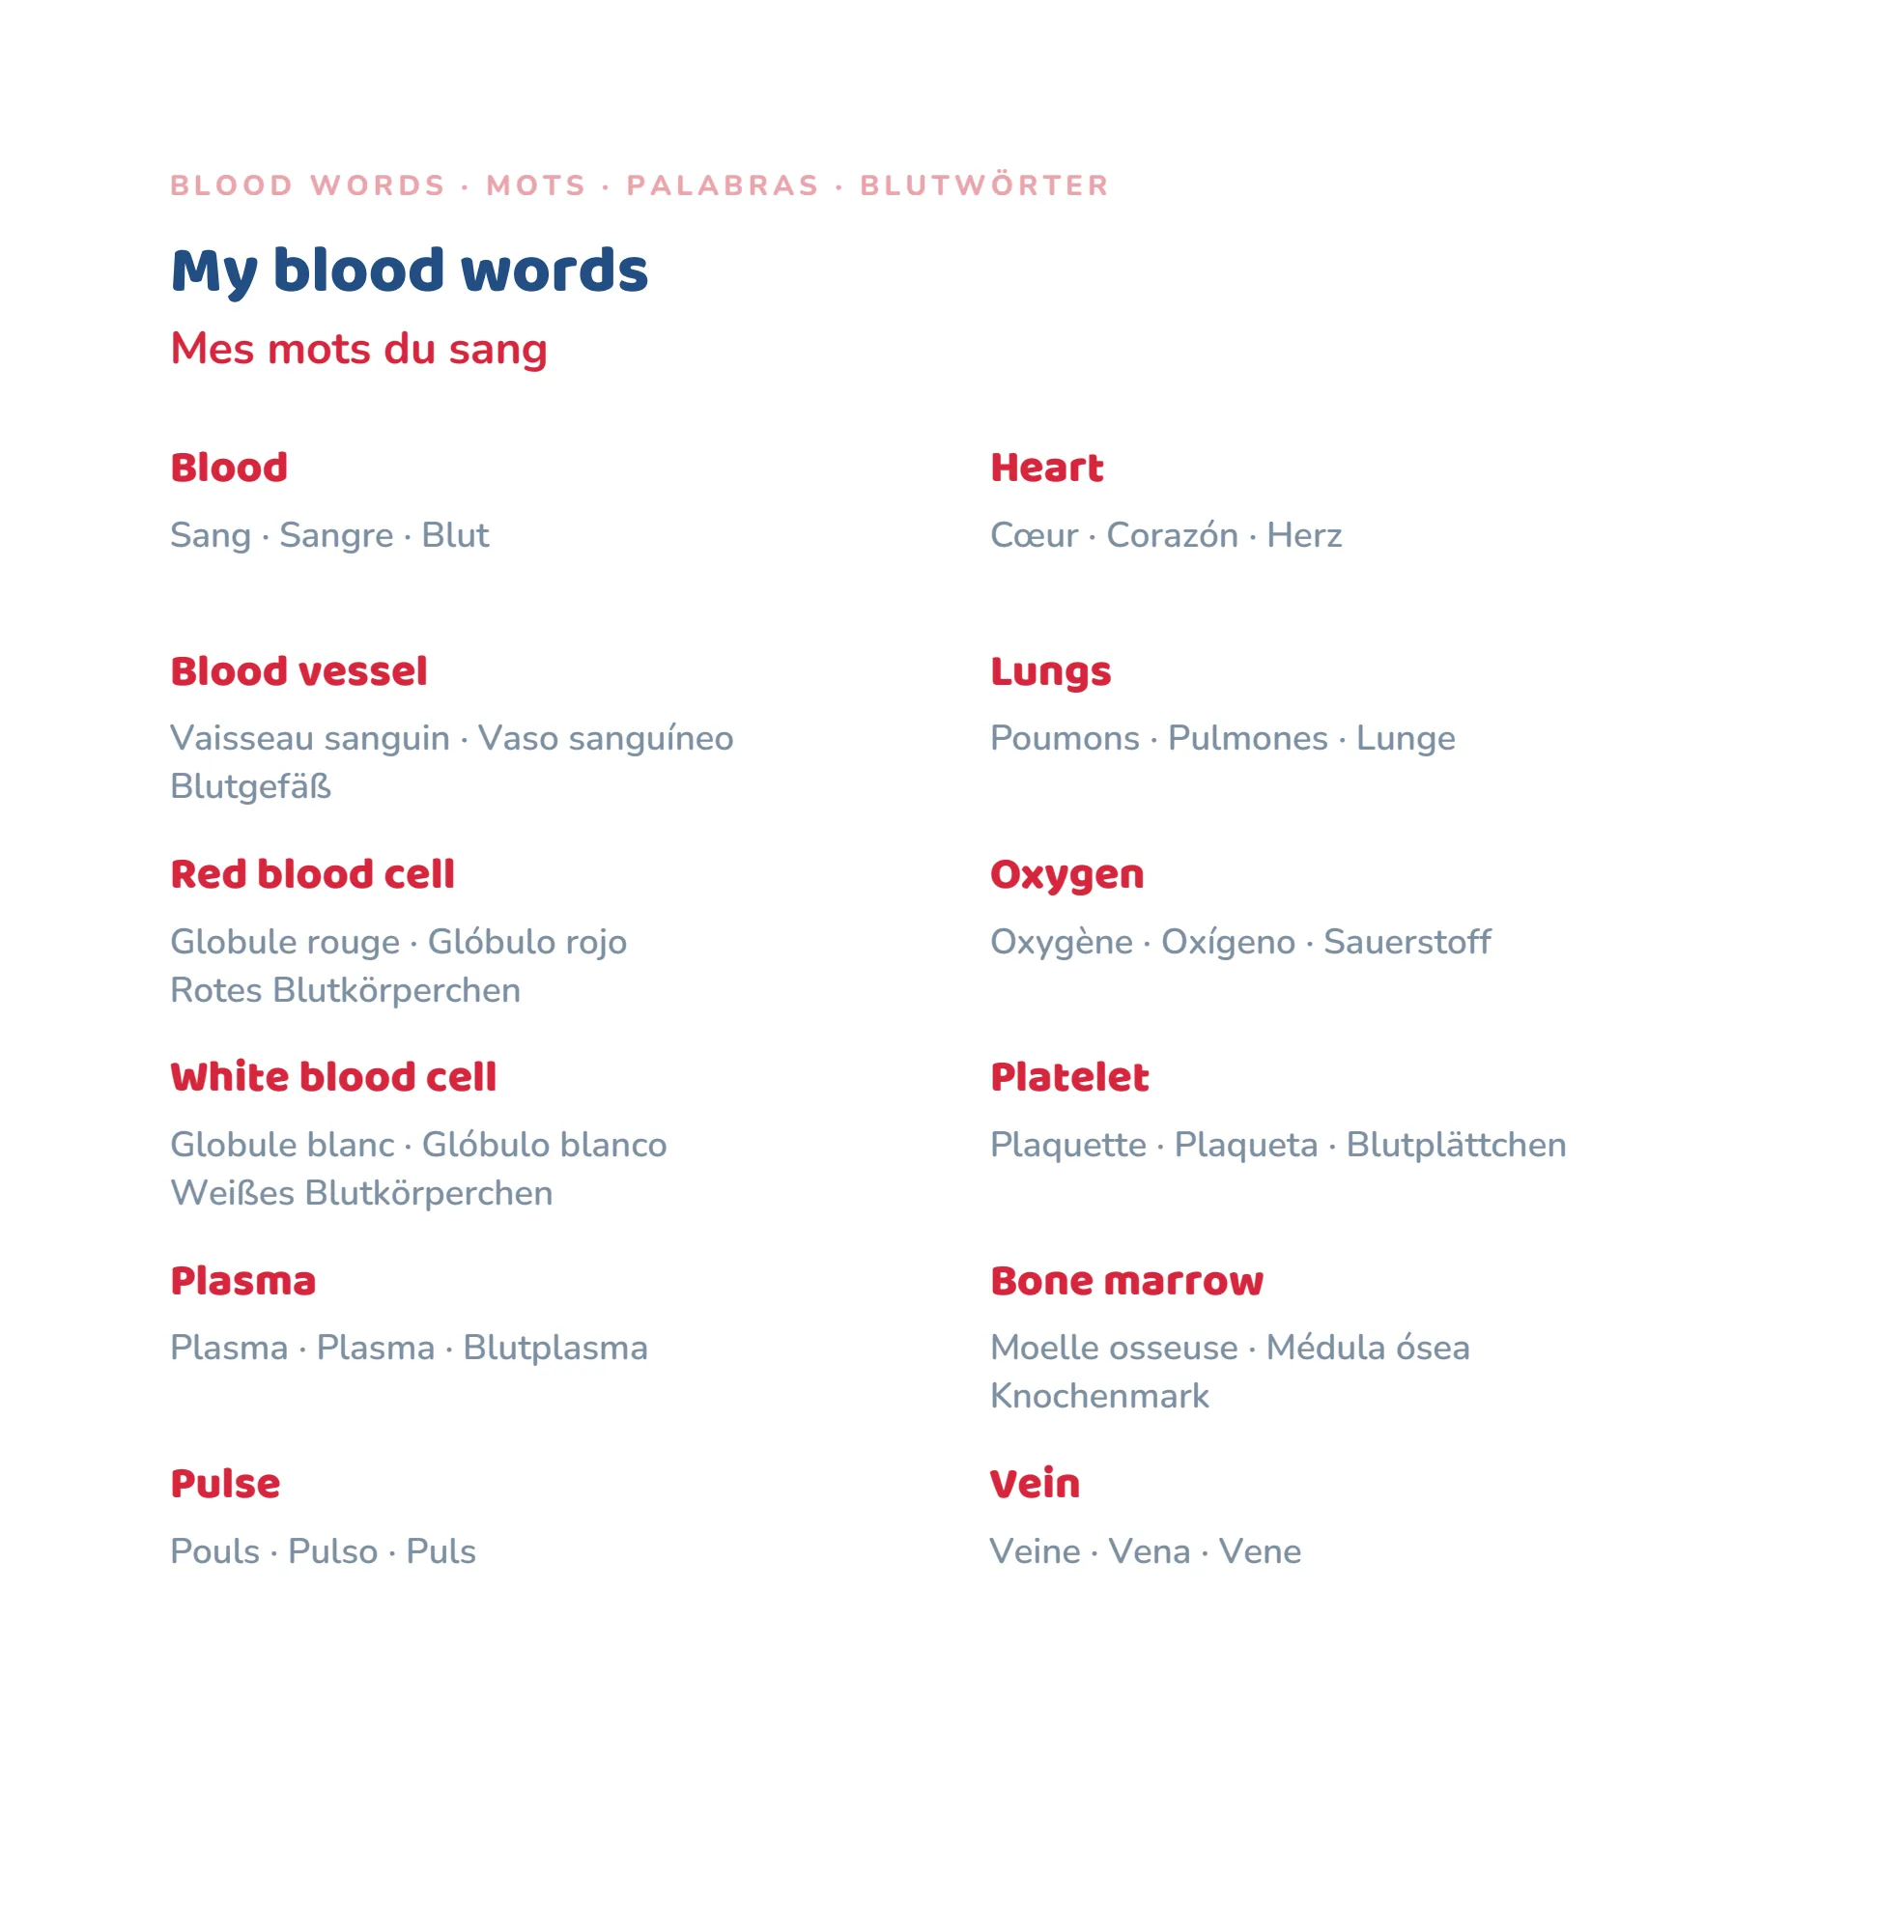 BLOOD WORDS · MOTS · PALABRAS · BLUTWÖRTER
My blood words
Mes mots du sang
Blood
Sang · Sangre · Blut
Heart
Cœur · Corazón · Herz
Blood vessel
Vaisseau sanguin · Vaso sanguíneo
Blutgefäß
Lungs
Poumons · Pulmones · Lunge
Red blood cell
Globule rouge · Glóbulo rojo
Rotes Blutkörperchen
Oxygen
Oxygène · Oxígeno · Sauerstoff
White blood cell
Globule blanc · Glóbulo blanco
Weißes Blutkörperchen
Platelet
Plaquette · Plaqueta · Blutplättchen
Plasma
Plasma · Plasma · Blutplasma
Bone marrow
Moelle osseuse · Médula ósea
Knochenmark
Pulse
Pouls · Pulso · Puls
Vein
Veine · Vena · Vene